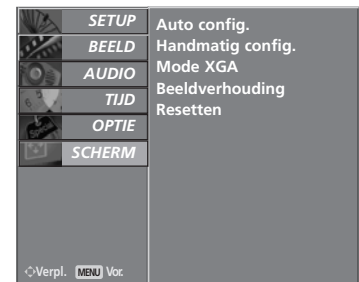 SETUP
BEELD
AUDIO
TIJD
OPTIE
SCHERM
Auto config.
Handmatig config.
Mode XGA
Beeldverhouding
Resetten
Verpl. MENU Vor.